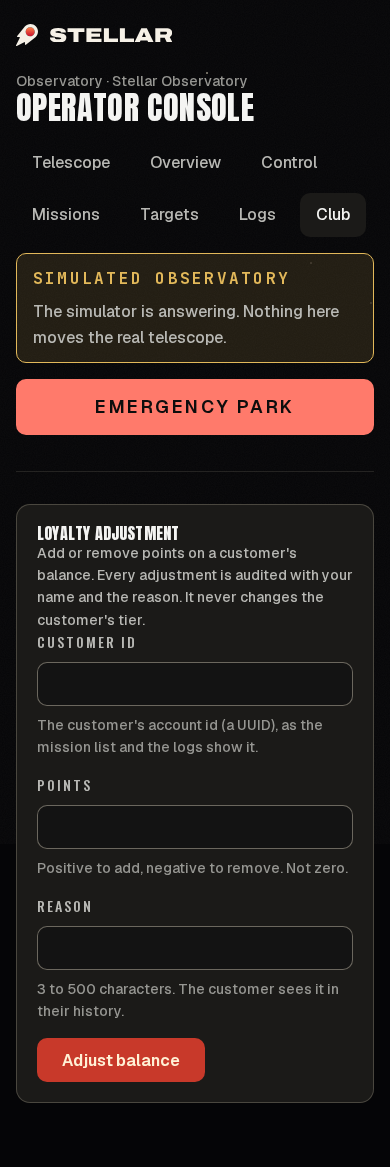 STELLAR
Observatory · Stellar Observatory
OPERATOR CONSOLE
Telescope Overview Control
Missions Targets Logs Club
SIMULATED OBSERVATORY
The simulator is answering. Nothing here
moves the real telescope.
EMERGENCY PARK
LOYALTY ADJUSTMENT
Add or remove points on a customer's
balance. Every adjustment is audited with your
name and the reason. It never changes the
customer's tier.
CUSTOMER ID
The customer's account id (a UUID), as the
mission list and the logs show it.
POINTS
Positive to add, negative to remove. Not zero.
REASON
3 to 500 characters. The customer sees it in
their history.
Adjust balance